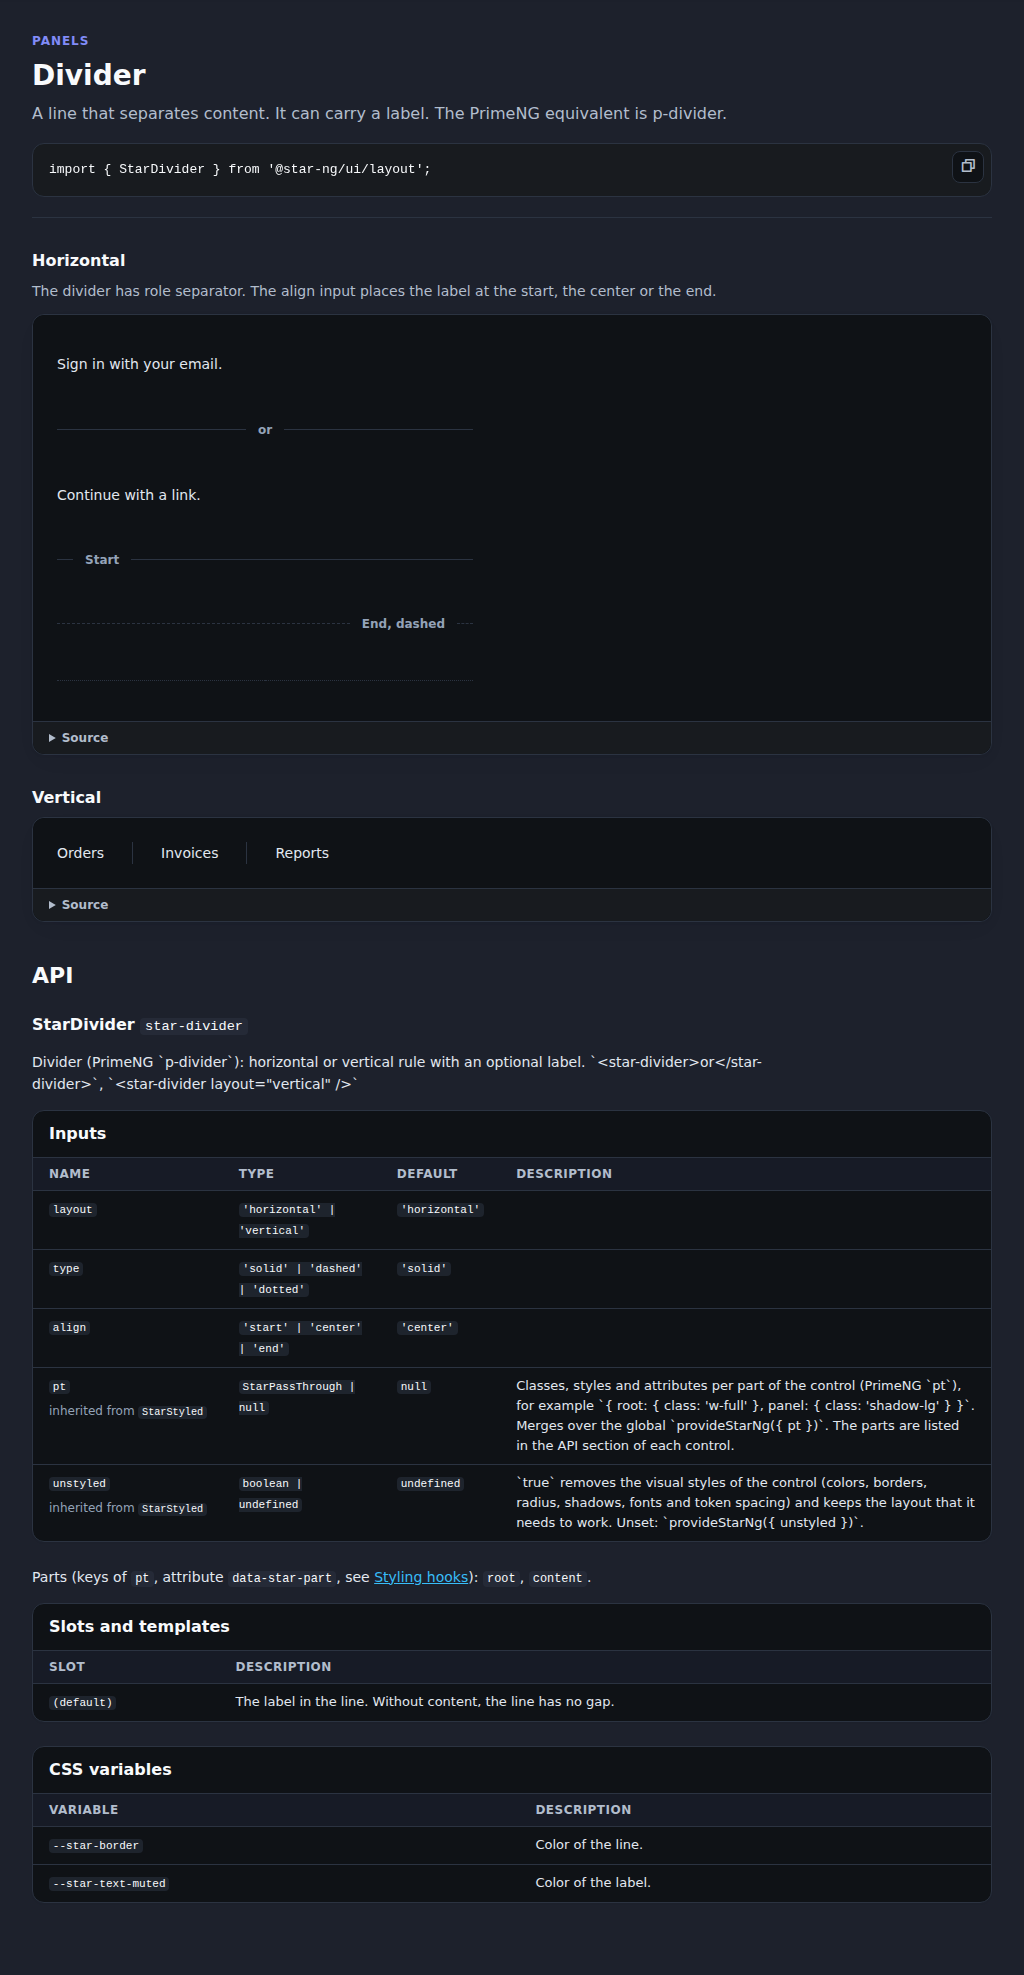 PANELS
Divider
A line that separates content. It can carry a label. The PrimeNG equivalent is p-divider.
import { StarDivider } from '@star-ng/ui/layout';
Horizontal
The divider has role separator. The align input places the label at the start, the center or the end.
Sign in with your email.
or
Continue with a link.
Start
End, dashed
Source
Vertical
Orders Invoices Reports
Source
API
StarDivider star-divider
Divider (PrimeNG `p-divider`): horizontal or vertical rule with an optional label. `<star-divider>or</star-
divider>`, `<star-divider layout="vertical" />`
Inputs
NAME TYPE DEFAULT DESCRIPTION
layout 'horizontal' | 'horizontal'
'vertical'
type 'solid' | 'dashed' 'solid'
| 'dotted'
align 'start' | 'center' 'center'
| 'end'
pt StarPassThrough | null Classes, styles and attributes per part of the control (PrimeNG `pt`),
inherited from StarStyled null for example `{ root: { class: 'w-full' }, panel: { class: 'shadow-lg' } }`.
Merges over the global `provideStarNg({ pt })`. The parts are listed
in the API section of each control.
unstyled boolean | undefined `true` removes the visual styles of the control (colors, borders,
inherited from StarStyled undefined radius, shadows, fonts and token spacing) and keeps the layout that it
needs to work. Unset: `provideStarNg({ unstyled })`.
Parts (keys of pt, attribute data-star-part, see Styling hooks): root, content.
Slots and templates
SLOT DESCRIPTION
(default) The label in the line. Without content, the line has no gap.
CSS variables
VARIABLE DESCRIPTION
--star-border Color of the line.
--star-text-muted Color of the label.